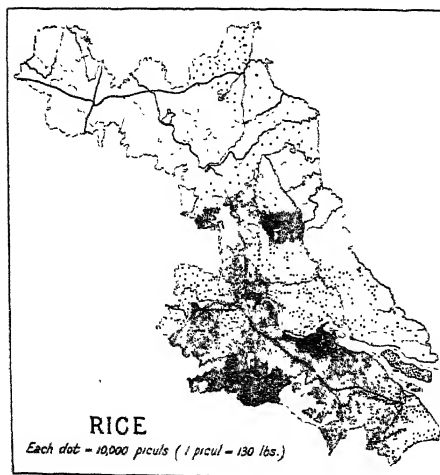 RICE
Each dot = 10,000 piculs ( 1 picul = 130 lbs.)